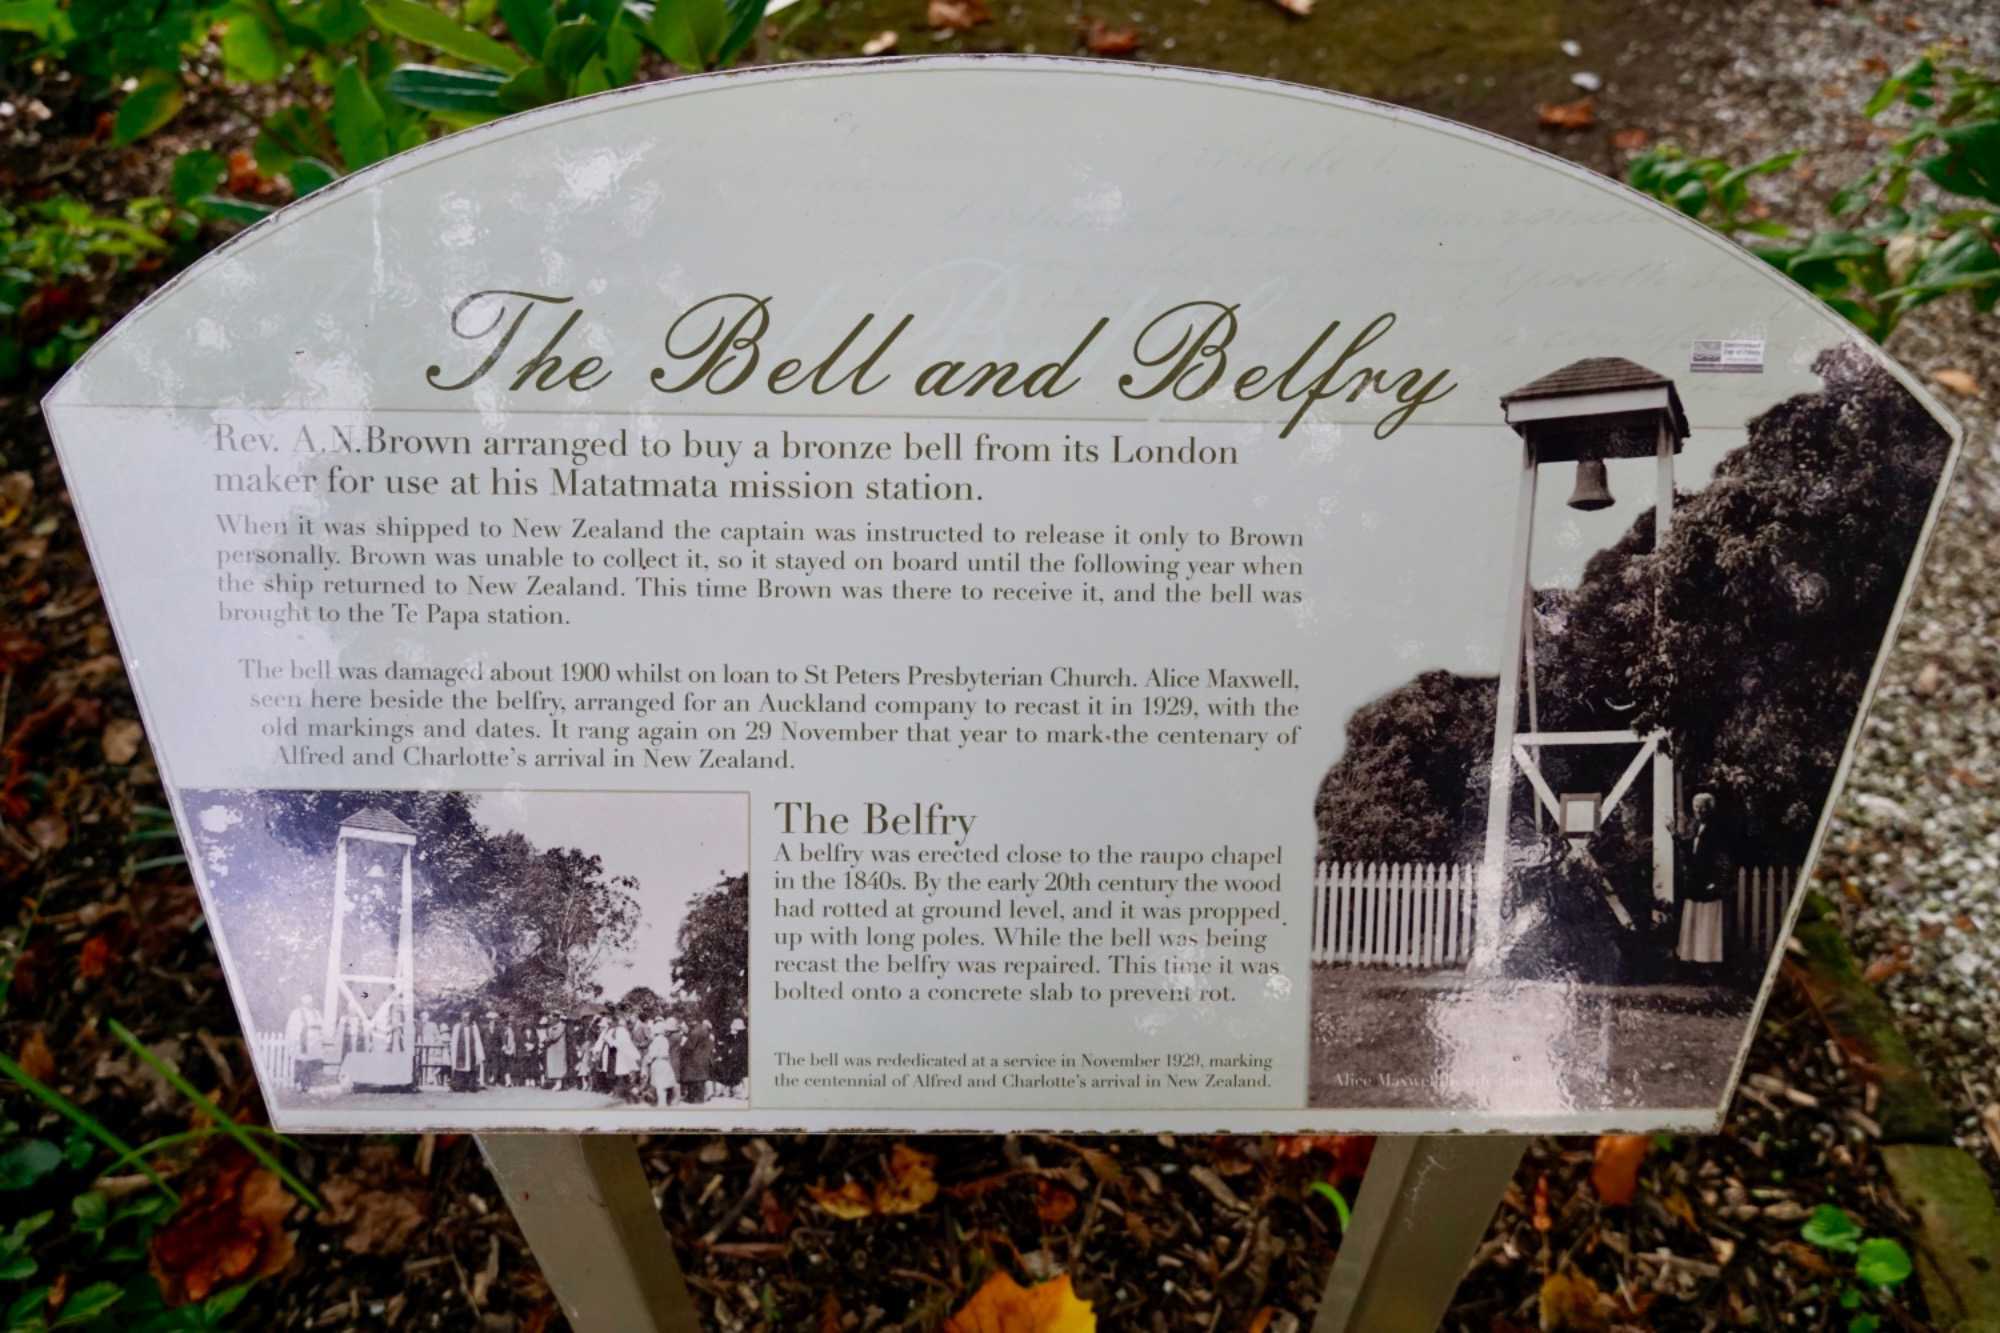 The Bell and Belfry
Rev. A.N.Brown arranged to buy a bronze bell from its London
maker for use at his Matatmata mission station.
When it was shipped to New Zealand the captain was instructed to release it only to Brown
personally. Brown was unable to collect it, so it stayed on board until the following year when
the ship returned to New Zealand. This time Brown was there to receive it, and the bell was
brought to the Te Papa station.
The bell was damaged about 1900 whilst on loan to St Peters Presbyterian Church. Alice Maxwell,
seen here beside the belfry, arranged for an Auckland company to recast it in 1929, with the
old markings and dates. It rang again on 29 November that year to mark the centenary of
Alfred and Charlotte's arrival in New Zealand.
The Belfry
A belfry was erected close to the raupo chapel
in the 1840s. By the early 20th century the wood
had rotted at ground level, and it was propped
up with long poles. While the bell was being
recast the belfry was repaired. This time it was
bolted onto a concrete slab to prevent rot.
The bell was rededicated at a service in November 1929, marking
the centennial of Alfred and Charlotte's arrival in New Zealand.
Alice Maxwell